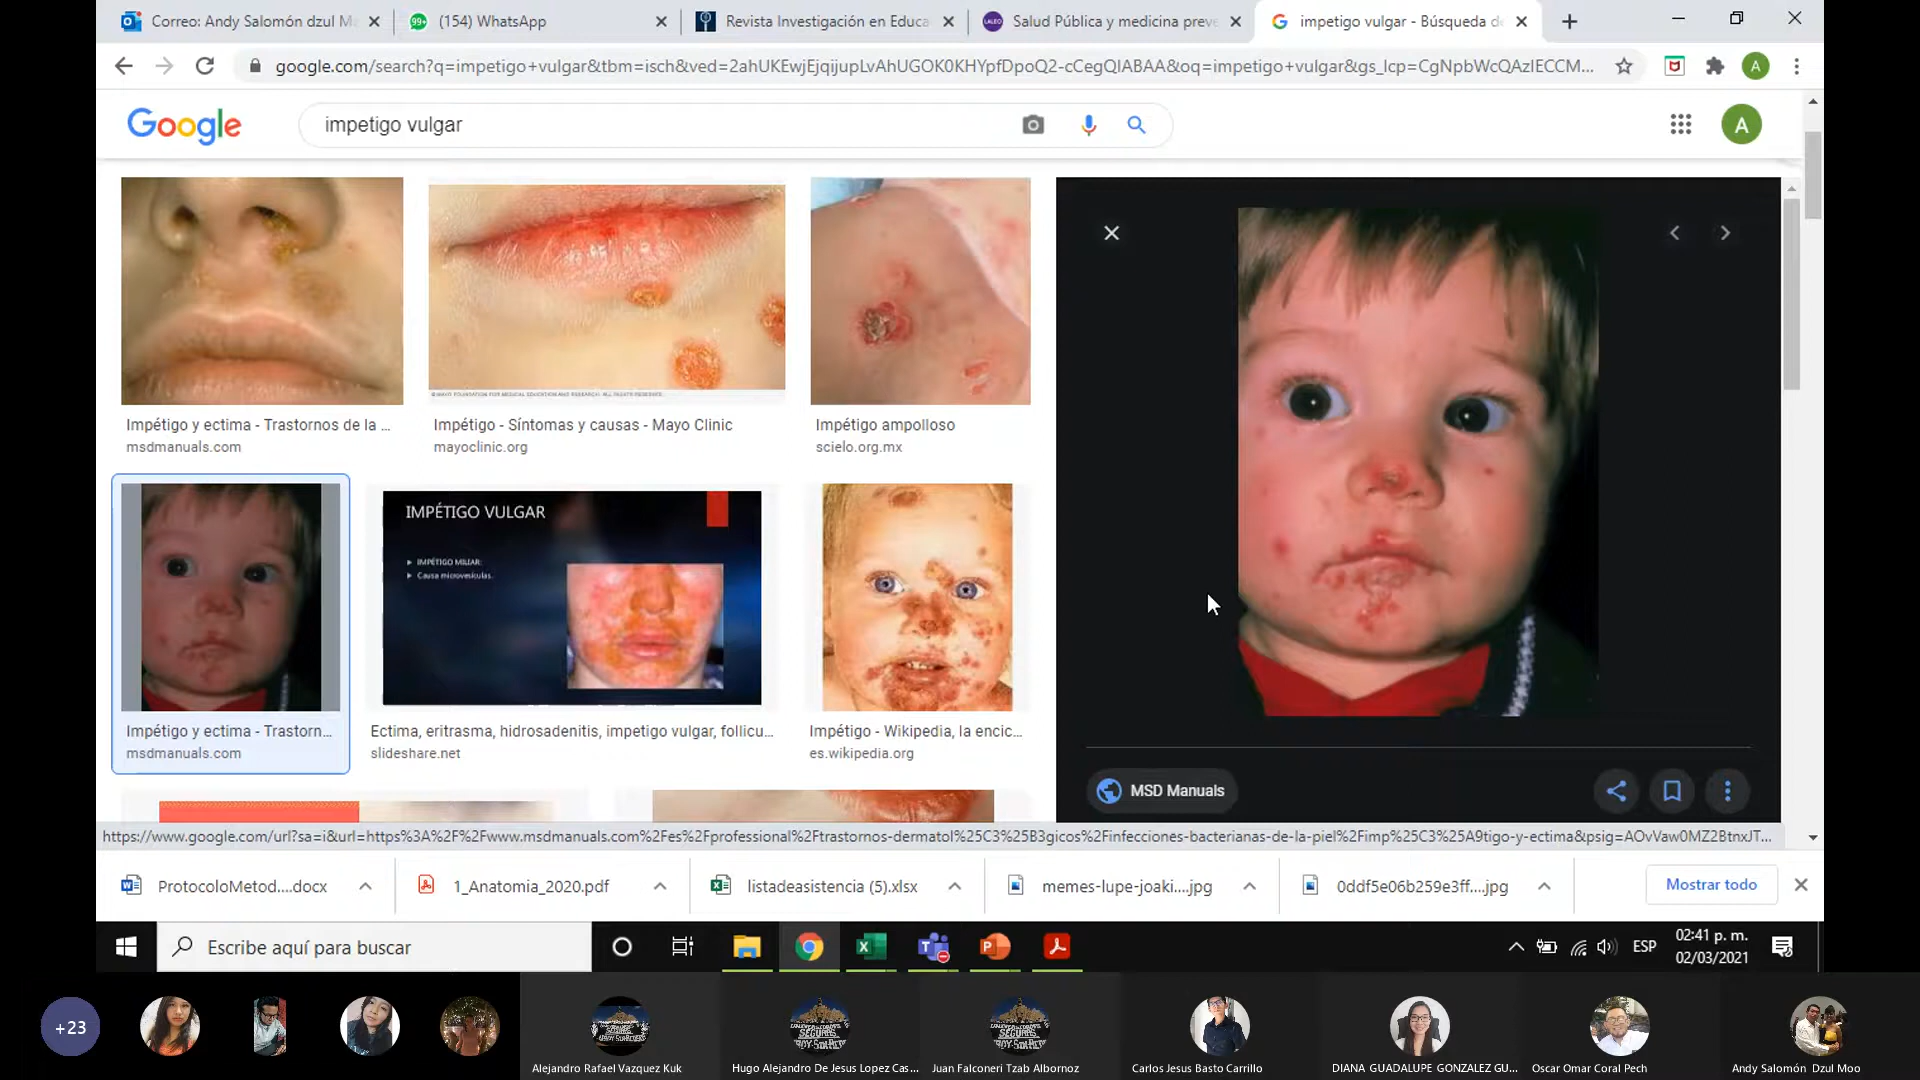 Correo: Andy Salomón dzul M
(154) WhatsApp
Revista Investigación en Educa
Salud Pública y medicina preve
impetigo vulgar - Búsqueda de
google.com/search?q=impetigo+vulgar&tbm=isch&ved=2ahUKEwjEjqijupLvAhUGOK0KHYpfDpoQ2-cCegQIABAA&oq=impetigo+vulgar&gs_lcp=CgNpbWcQAzIECCM...
A
Google
impetigo vulgar
A
Impétigo y ectima - Trastornos de la ...
msdmanuals.com
Impétigo - Síntomas y causas - Mayo Clinic
mayoclinic.org
Impétigo ampolloso
scielo.org.mx
IMPÉTIGO VULGAR
IMPÉTIGO MILIAR:
Causa microvesículas.
Impétigo y ectima - Trastorn...
msdmanuals.com
Ectima, eritrasma, hidrosadenitis, impetigo vulgar, follicu...
slideshare.net
Impétigo - Wikipedia, la encic...
es.wikipedia.org
MSD Manuals
https://www.google.com/url?sa=i&url=https%3A%2F%2Fwww.msdmanuals.com%2Fes%2Fprofessional%2Ftrastornos-dermatol%25C3%25B3gicos%2Finfecciones-bacterianas-de-la-piel%2Fimp%25C3%25A9tigo-y-ectima&psig=AOvVaw0MZ2BtnxJT...
ProtocoloMetod....docx
1_Anatomia_2020.pdf
listadeasistencia (5).xlsx
memes-lupe-joaki....jpg
0ddf5e06b259e3ff....jpg
Mostrar todo
Escribe aquí para buscar
ESP
02:41 p. m.
02/03/2021
+23
Alejandro Rafael Vazquez Kuk
Hugo Alejandro De Jesus Lopez Cas...
Juan Falconeri Tzab Albornoz
Carlos Jesus Basto Carrillo
DIANA GUADALUPE GONZALEZ GU...
Oscar Omar Coral Pech
Andy Salomón Dzul Moo